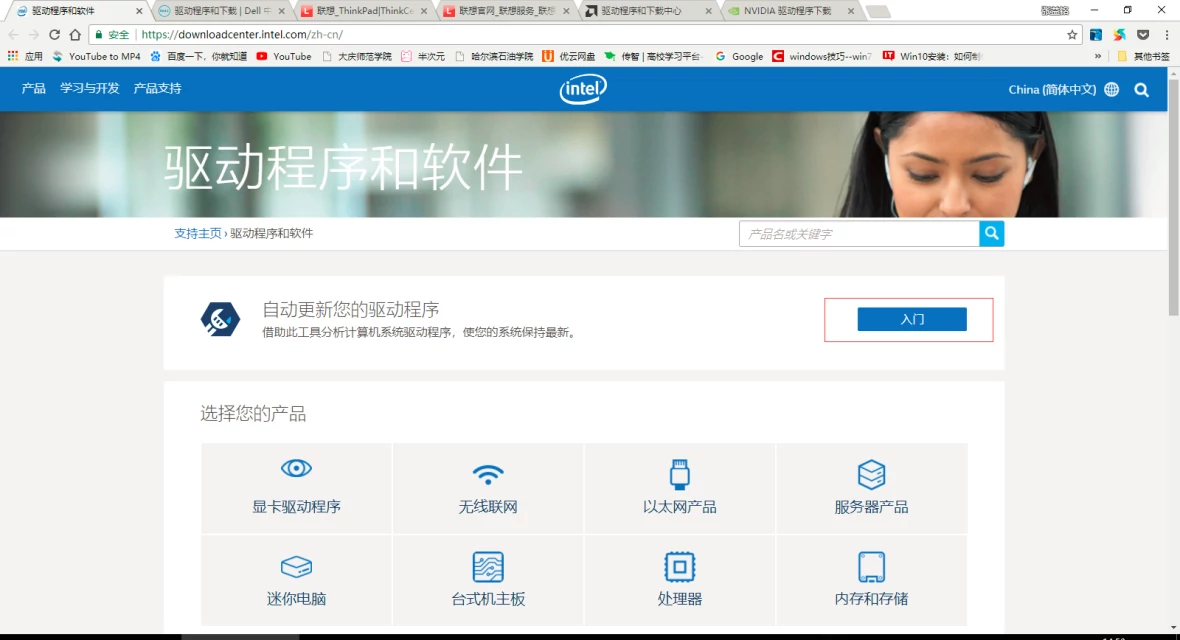 驱动程序和软件
驱动程序和下载 | Dell 中
联想_ThinkPad|ThinkCe
联想官网_联想服务_联想
驱动程序和下载中心
NVIDIA 驱动程序下载
安全 https://downloadcenter.intel.com/zh-cn/
应用 YouTube to MP4 百度一下，你就知道 YouTube 大庆师范学院 半次元 哈尔滨石油学院 优云网盘 传智 | 高校学习平台 Google windows技巧--win7 Win10安装：如何制 » 其他书签
产品 学习与开发 产品支持 intel China (简体中文)
驱动程序和软件
支持主页 › 驱动程序和软件 产品名或关键字
自动更新您的驱动程序
借助此工具分析计算机系统驱动程序，使您的系统保持最新。
入门
选择您的产品
显卡驱动程序 无线联网 以太网产品 服务器产品
迷你电脑 台式机主板 处理器 内存和存储